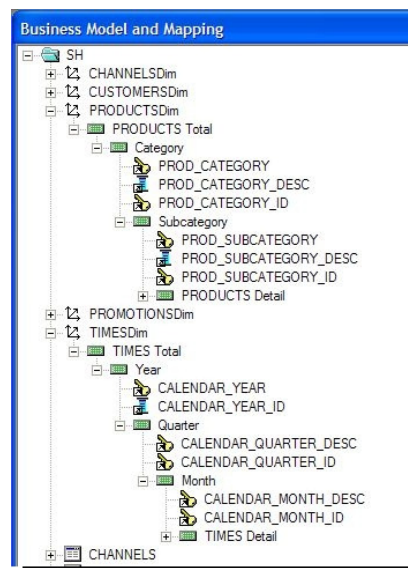 Business Model and Mapping
SH
CHANNELSDim
CUSTOMERSDim
PRODUCTSDim
PRODUCTS Total
Category
PROD_CATEGORY
PROD_CATEGORY_DESC
PROD_CATEGORY_ID
Subcategory
PROD_SUBCATEGORY
PROD_SUBCATEGORY_DESC
PROD_SUBCATEGORY_ID
PRODUCTS Detail
PROMOTIONSDim
TIMESDim
TIMES Total
Year
CALENDAR_YEAR
CALENDAR_YEAR_ID
Quarter
CALENDAR_QUARTER_DESC
CALENDAR_QUARTER_ID
Month
CALENDAR_MONTH_DESC
CALENDAR_MONTH_ID
TIMES Detail
CHANNELS